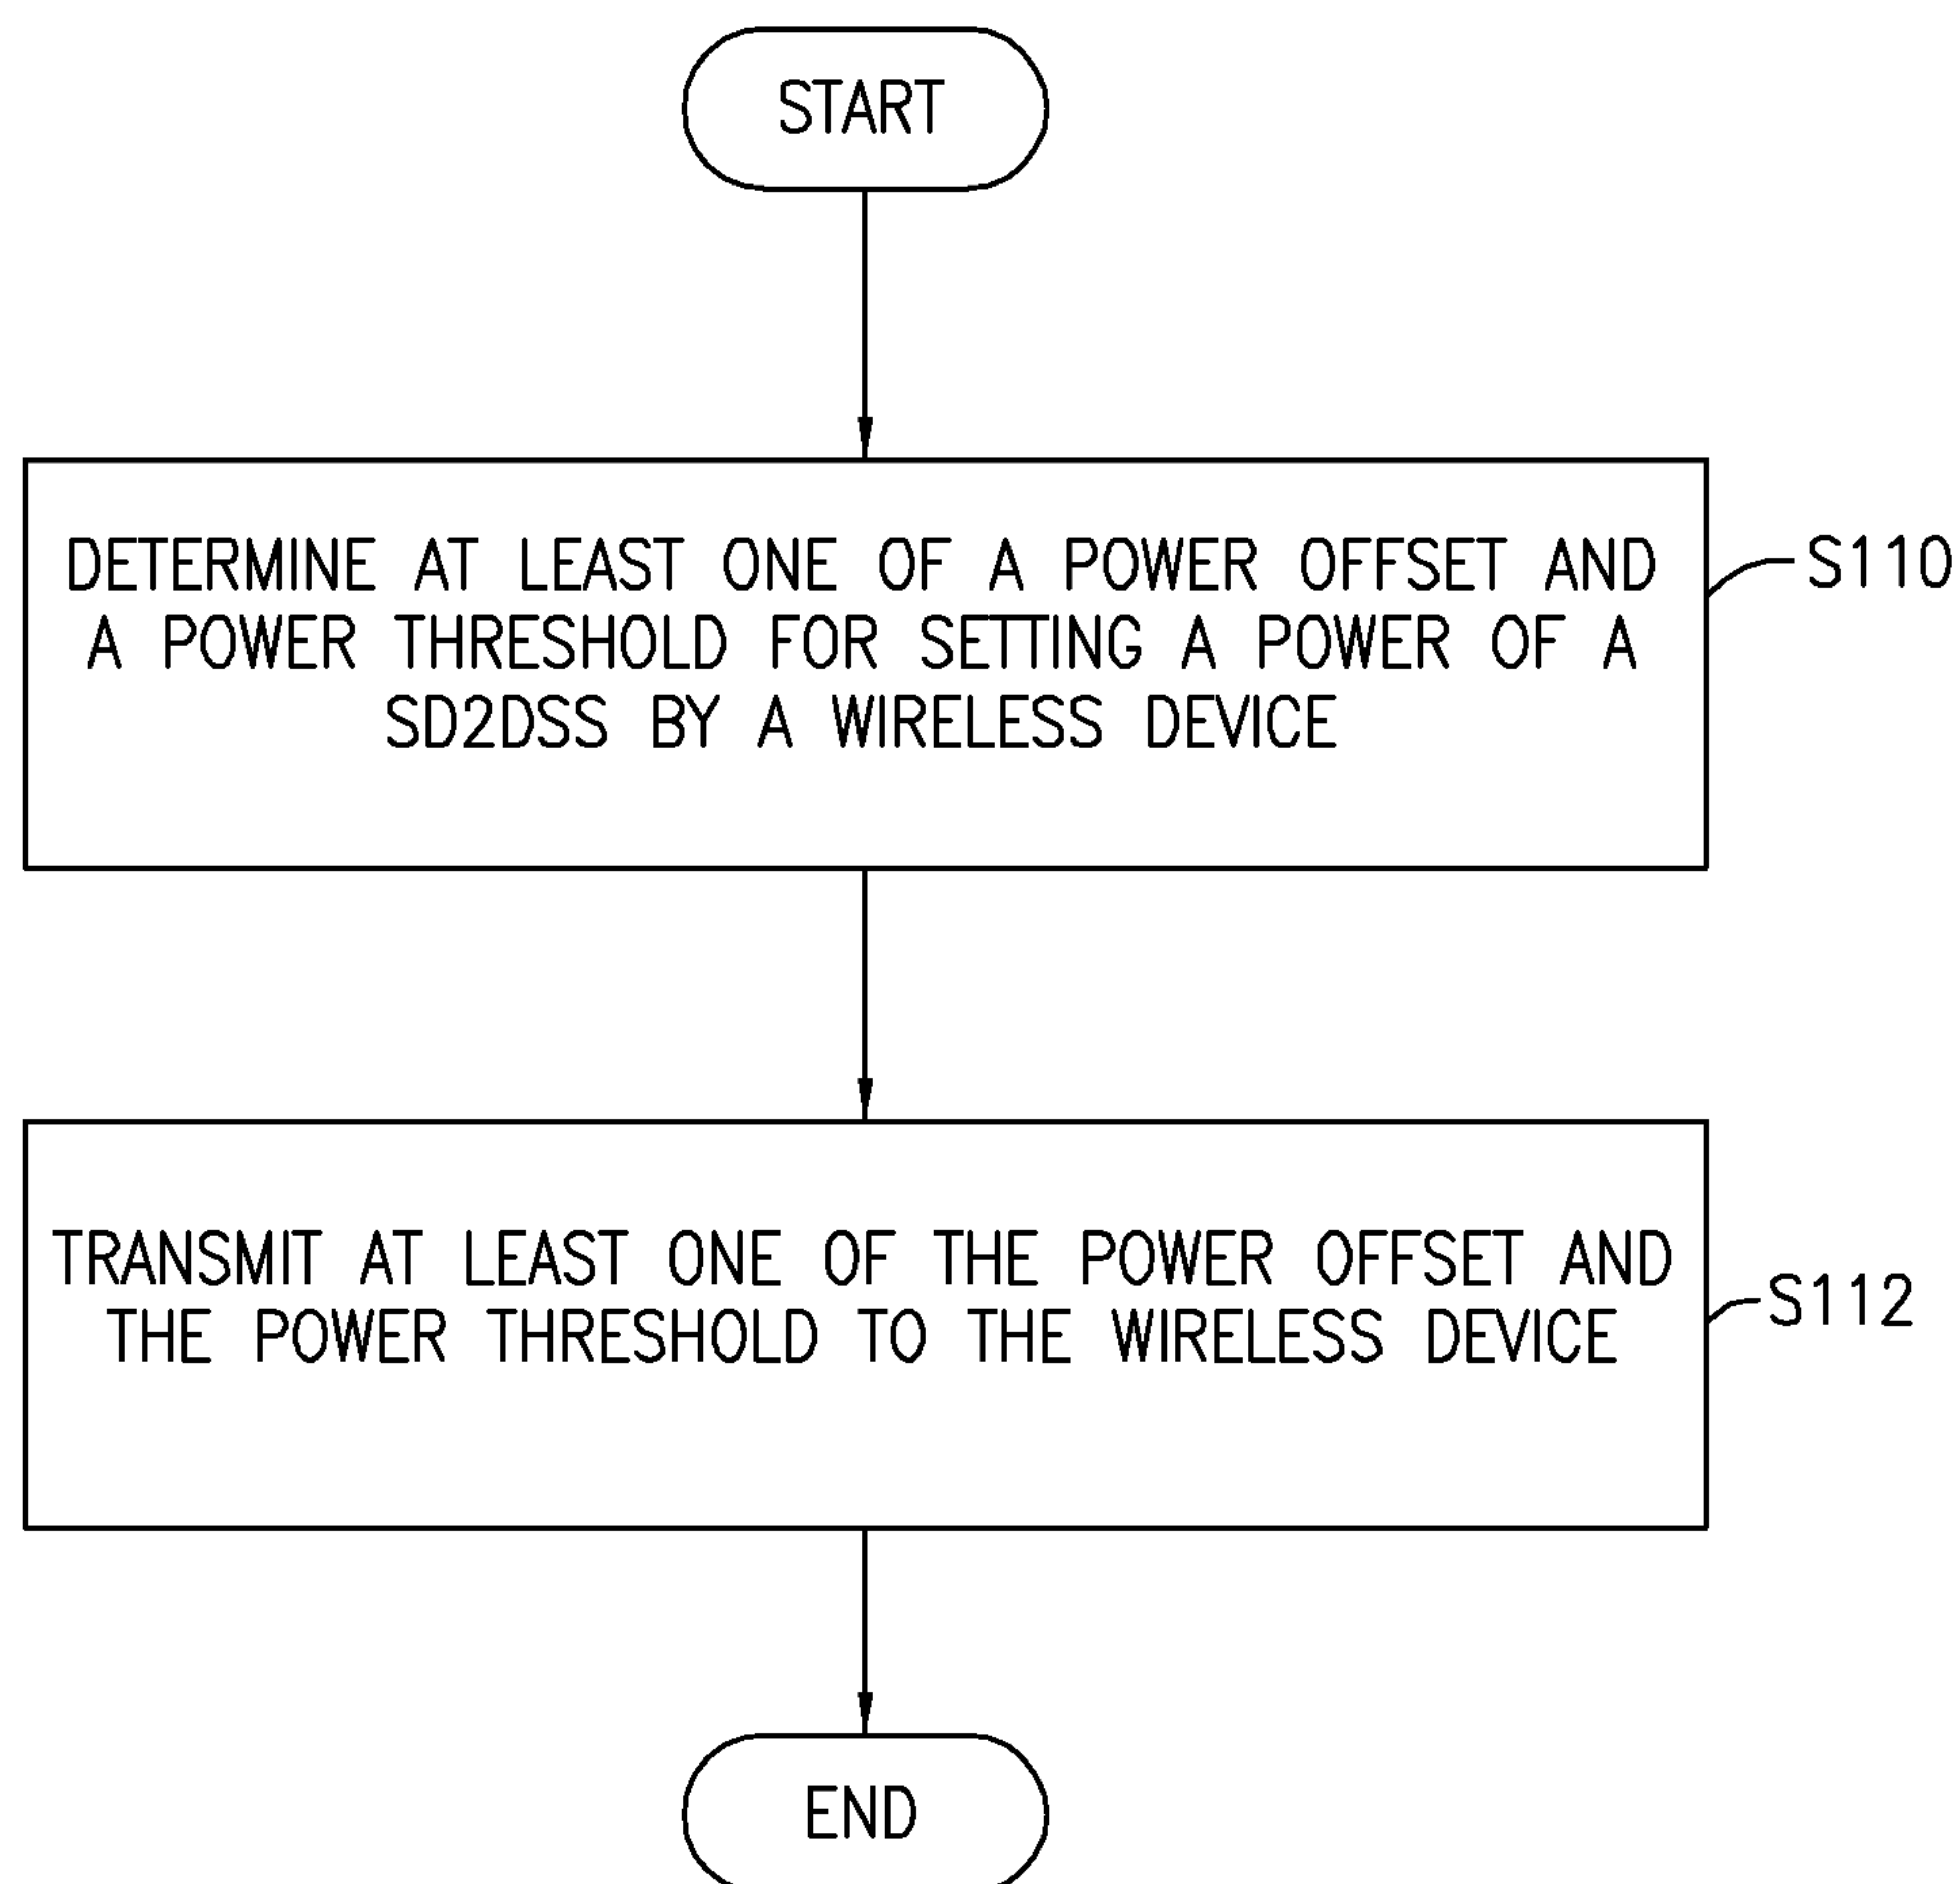 START
DETERMINE AT LEAST ONE OF A POWER OFFSET AND
A POWER THRESHOLD FOR SETTING A POWER OF A
SD2DSS BY A WIRELESS DEVICE
S110
TRANSMIT AT LEAST ONE OF THE POWER OFFSET AND
THE POWER THRESHOLD TO THE WIRELESS DEVICE
S112
END